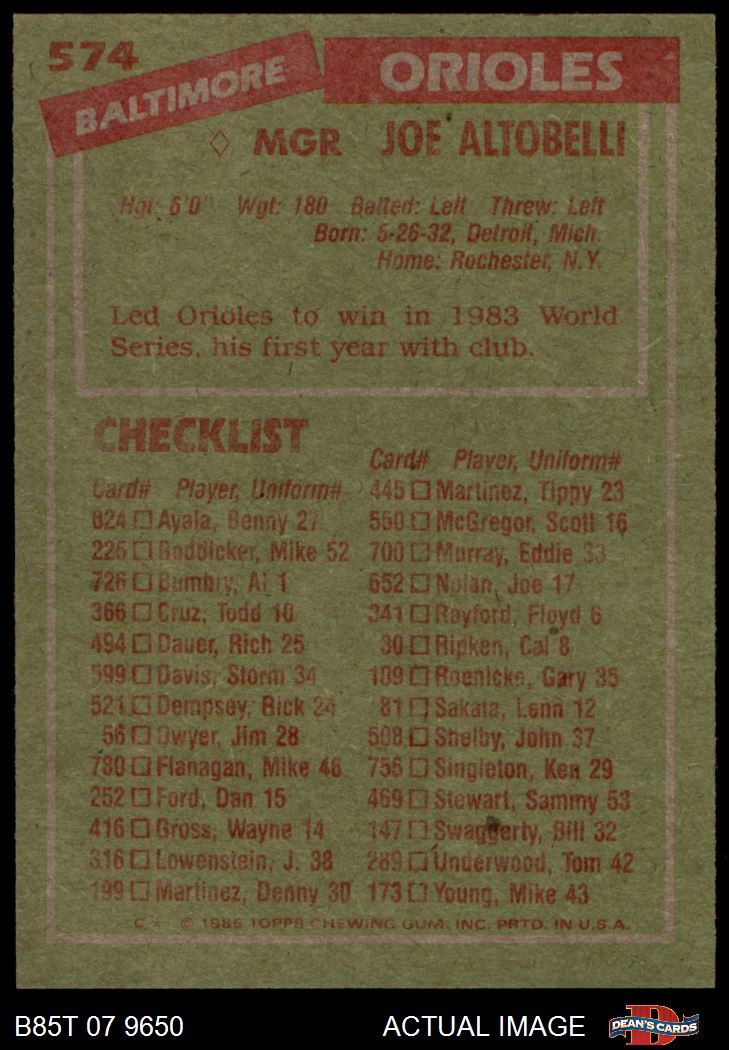 574
BALTIMORE ORIOLES
MGR JOE ALTOBELLI
Hgt: 6'0" Wgt: 180 Batted: Left Threw: Left
Born: 5-26-32, Detroit, Mich.
Home: Rochester, N.Y.
Led Orioles to win in 1983 World
Series, his first year with club.
CHECKLIST
Card# Player, Uniform#
624 Ayala, Benny 27
225 Boddicker, Mike 52
726 Bumbry, Al 1
366 Cruz, Todd 10
494 Dauer, Rich 25
599 Davis, Storm 34
521 Dempsey, Rick 24
56 Dwyer, Jim 28
780 Flanagan, Mike 46
252 Ford, Dan 15
416 Gross, Wayne 14
316 Lowenstein, J. 38
199 Martinez, Denny 30
Card# Player, Uniform#
445 Martinez, Tippy 23
550 McGregor, Scott 16
700 Murray, Eddie 33
652 Nolan, Joe 17
341 Rayford, Floyd 6
30 Ripken, Cal 8
109 Roenicke, Gary 35
81 Sakata, Lenn 12
508 Shelby, John 37
755 Singleton, Ken 29
469 Stewart, Sammy 53
147 Swaggerty, Bill 32
289 Underwood, Tom 42
173 Young, Mike 43
© 1985 TOPPS CHEWING GUM, INC. PRTD. IN U.S.A.
B85T 07 9650 ACTUAL IMAGE DEAN'S CARDS